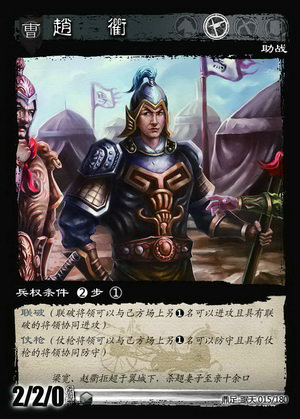 曹 趙衢
助战
兵权条件 2 步 1
联破（联破将领可以与己方场上另1名可以进攻且具有联
破的将领协同进攻）
仗枪（仗枪将领可以与己方场上另1名可以防守且具有仗
枪的将领协同防守）
梁宽、赵衢拒超于冀城下，杀超妻子至亲十余口
2/2/0
015/180